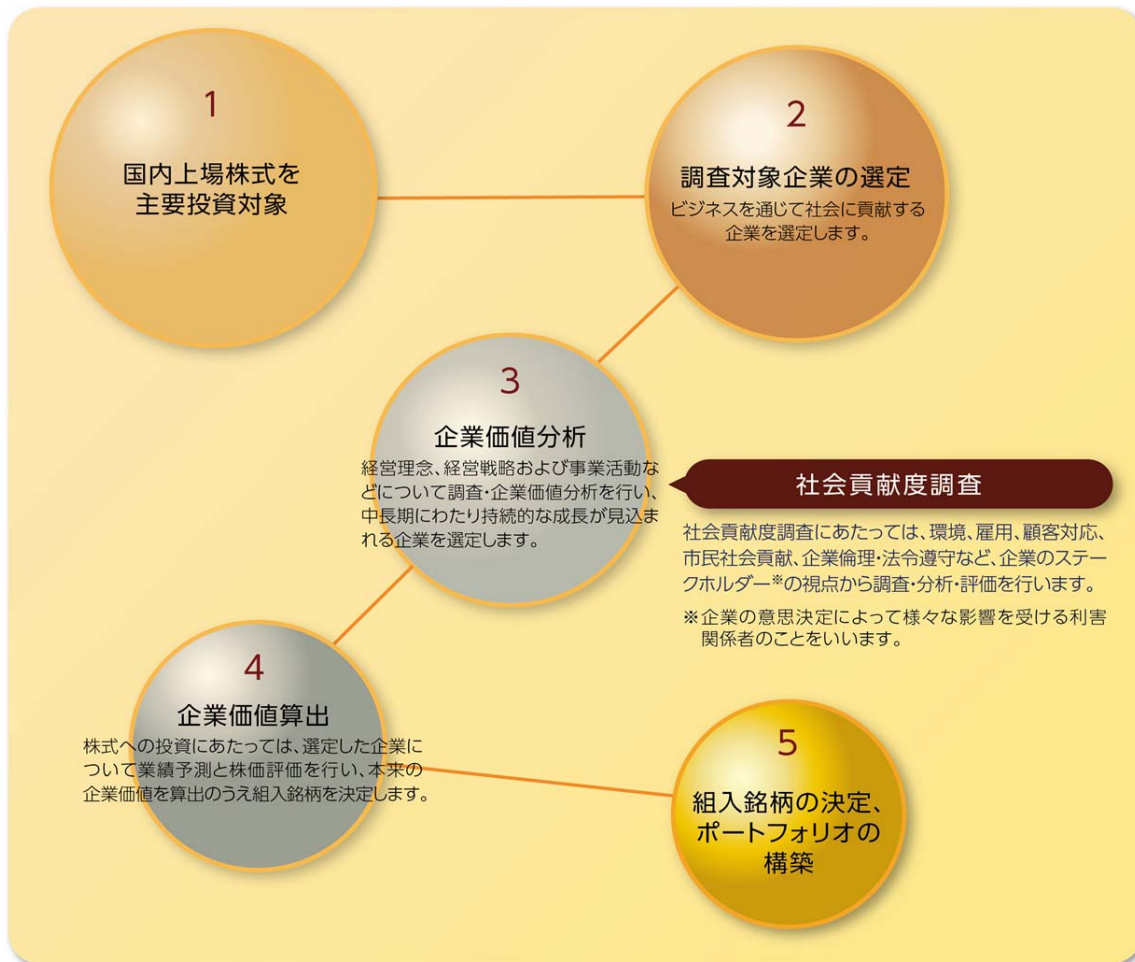 1
国内上場株式を
主要投資対象
2
調査対象企業の選定
ビジネスを通じて社会に貢献する
企業を選定します。
3
企業価値分析
経営理念、経営戦略および事業活動な
どについて調査・企業価値分析を行い、
中長期にわたり持続的な成長が見込ま
れる企業を選定します。
社会貢献度調査
社会貢献度調査にあたっては、環境、雇用、顧客対応、
市民社会貢献、企業倫理・法令遵守など、企業のステー
クホルダー※の視点から調査・分析・評価を行います。
※企業の意思決定によって様々な影響を受ける利害
関係者のことをいいます。
4
企業価値算出
株式への投資にあたっては、選定した企業に
ついて業績予測と株価評価を行い、本来の
企業価値を算出のうえ組入銘柄を決定します。
5
組入銘柄の決定、
ポートフォリオの
構築